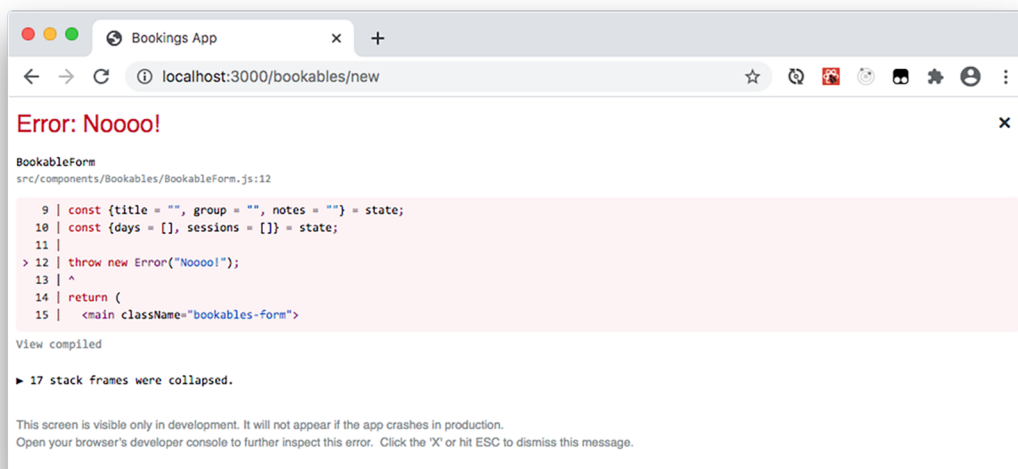 Bookings App
localhost:3000/bookables/new
Error: Noooo!
BookableForm
src/components/Bookables/BookableForm.js:12
9 | const {title = "", group = "", notes = ""} = state;
10 | const {days = [], sessions = []} = state;
11 |
> 12 | throw new Error("Noooo!");
13 | ^
14 | return (
15 |   <main className="bookables-form">
View compiled
▶ 17 stack frames were collapsed.
This screen is visible only in development. It will not appear if the app crashes in production.
Open your browser's developer console to further inspect this error.  Click the 'X' or hit ESC to dismiss this message.